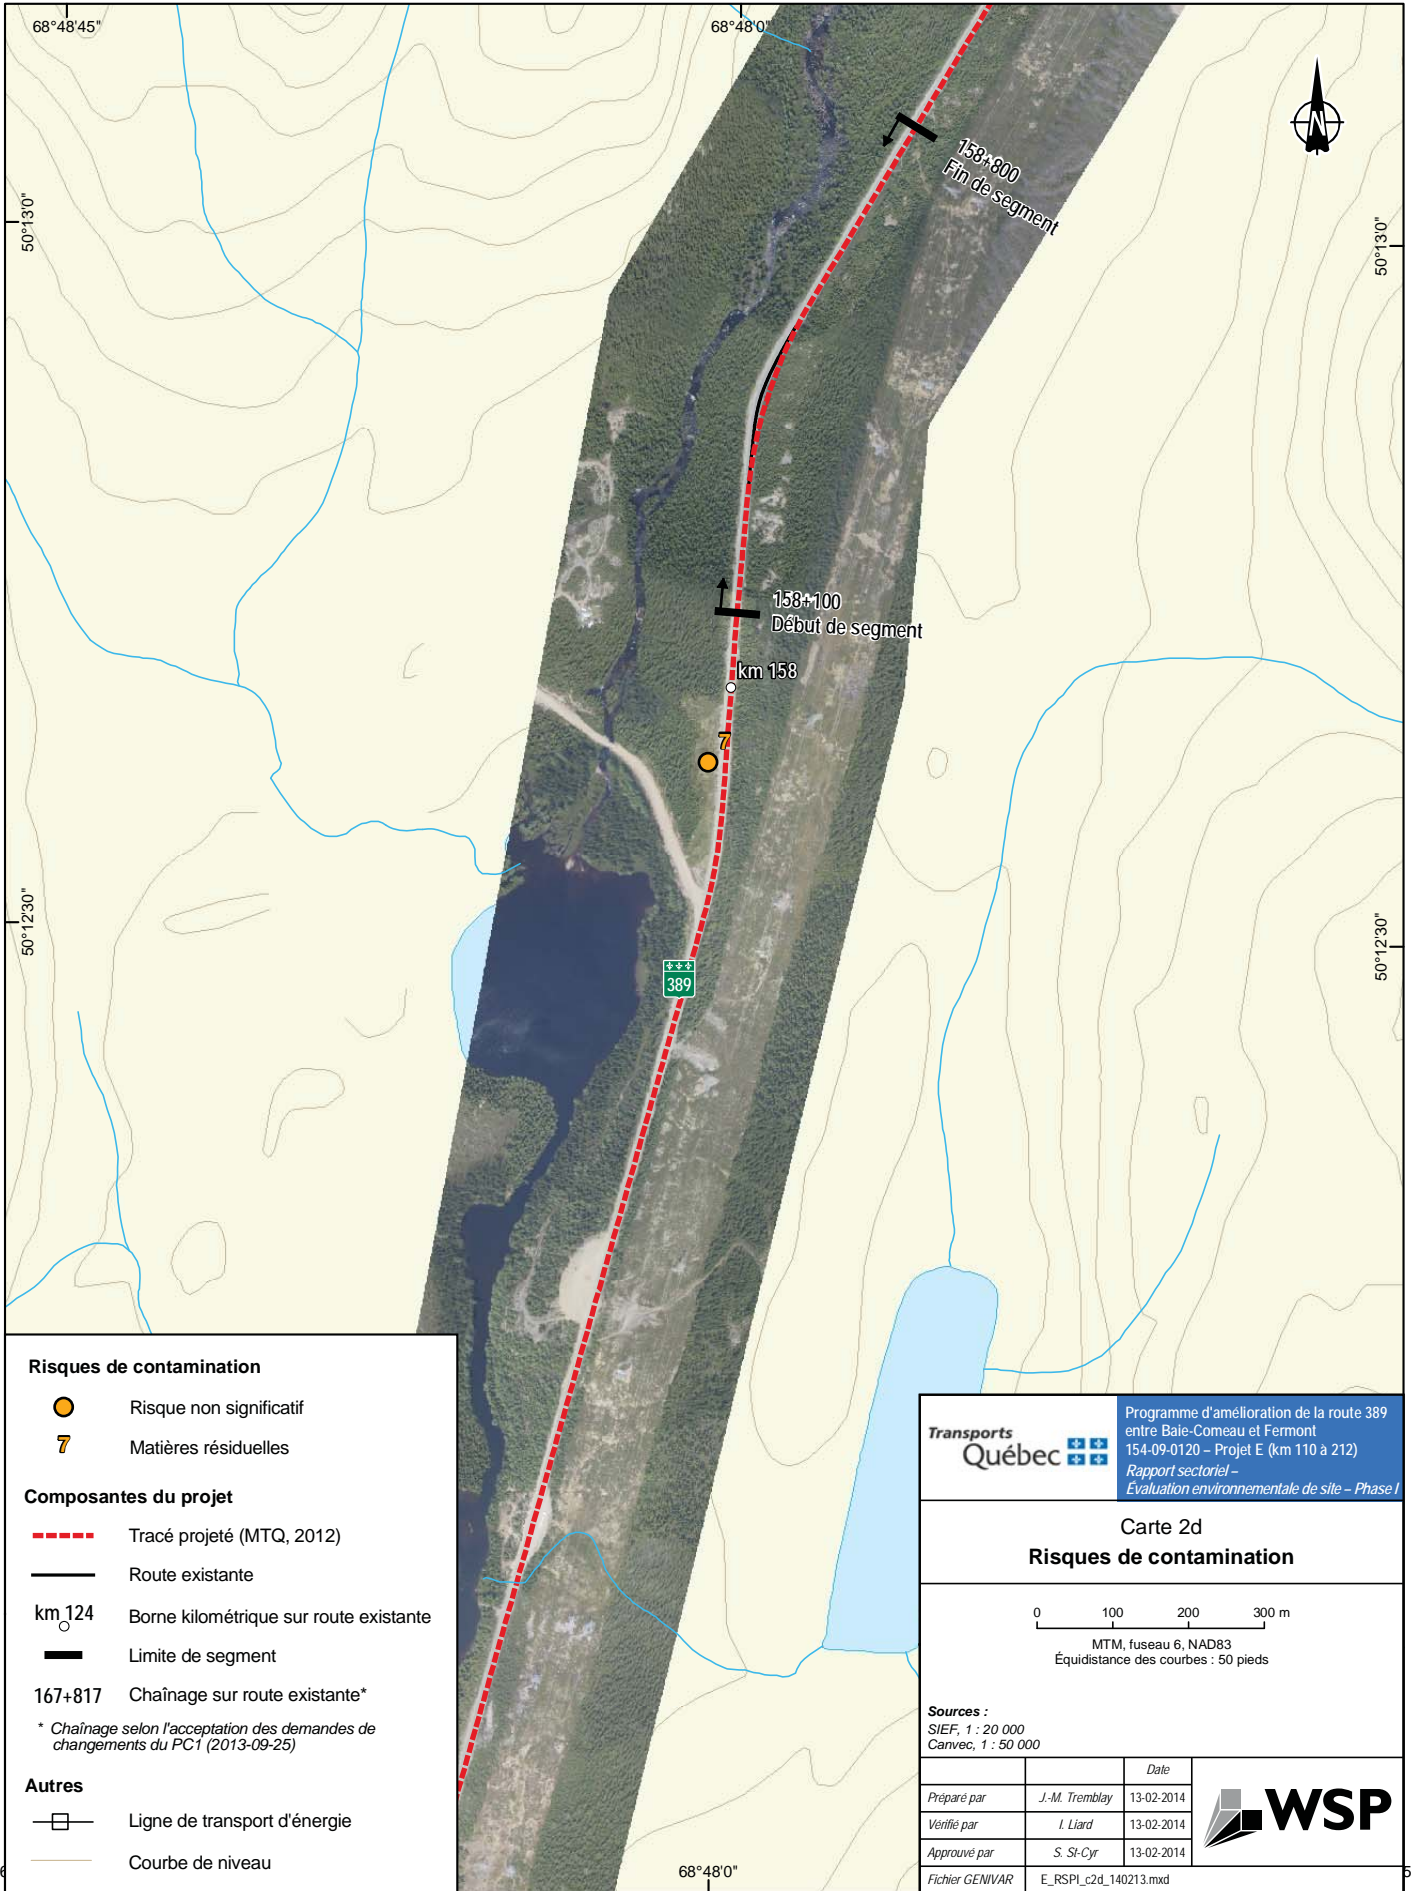 68°48'45"
68°48'0"
158+800
Fin de segment
50°13'0"
50°13'0"
158+100
Début de segment
km 158
7
50°12'30"
50°12'30"
389
Risques de contamination
Risque non significatif
7 Matières résiduelles
Composantes du projet
Tracé projeté (MTQ, 2012)
Route existante
km 124 Borne kilométrique sur route existante
Limite de segment
167+817 Chaînage sur route existante*
* Chaînage selon l'acceptation des demandes de
changements du PC1 (2013-09-25)
Autres
Ligne de transport d'énergie
Courbe de niveau
68°48'0"
Transports
Québec
Programme d'amélioration de la route 389
entre Baie-Comeau et Fermont
154-09-0120 – Projet E (km 110 à 212)
Rapport sectoriel –
Évaluation environnementale de site – Phase I
Carte 2d
Risques de contamination
0 100 200 300 m
MTM, fuseau 6, NAD83
Équidistance des courbes : 50 pieds
Sources :
SIEF, 1 : 20 000
Canvec, 1 : 50 000
Date
Préparé par J.-M. Tremblay 13-02-2014
Vérifié par I. Liard 13-02-2014
Approuvé par S. St-Cyr 13-02-2014
Fichier GENIVAR E_RSPI_c2d_140213.mxd
WSP